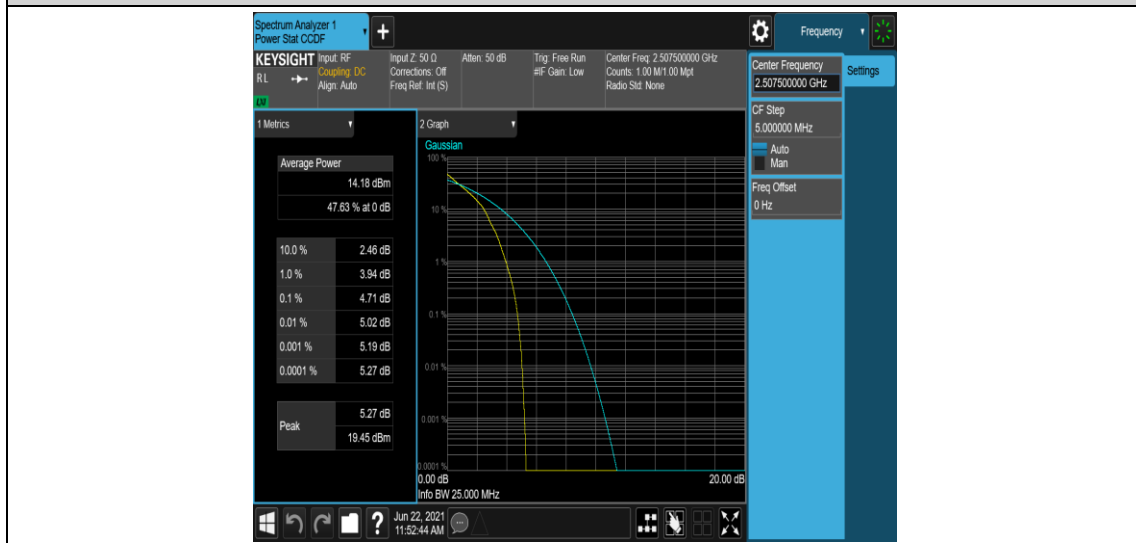 Spectrum Analyzer 1
Power Stat CCDF
+
Frequency
KEYSIGHT
RL
LXI
Input: RF
Coupling: DC
Align: Auto
Input Z: 50 Ω
Corrections: Off
Freq Ref: Int (S)
Atten: 50 dB
Trig: Free Run
#IF Gain: Low
Center Freq: 2.507500000 GHz
Counts: 1.00 M/1.00 Mpt
Radio Std: None
Center Frequency
2.507500000 GHz
Settings
CF Step
5.000000 MHz
Auto
Man
Freq Offset
0 Hz
1 Metrics
Average Power
14.18 dBm
47.63 % at 0 dB
10.0 % 2.46 dB
1.0 % 3.94 dB
0.1 % 4.71 dB
0.01 % 5.02 dB
0.001 % 5.19 dB
0.0001 % 5.27 dB
Peak 5.27 dB
19.45 dBm
2 Graph
Gaussian
100 %
10 %
1 %
0.1 %
0.01 %
0.001 %
0.0001 %
0.00 dB 20.00 dB
Info BW 25.000 MHz
?
Jun 22, 2021
11:52:44 AM